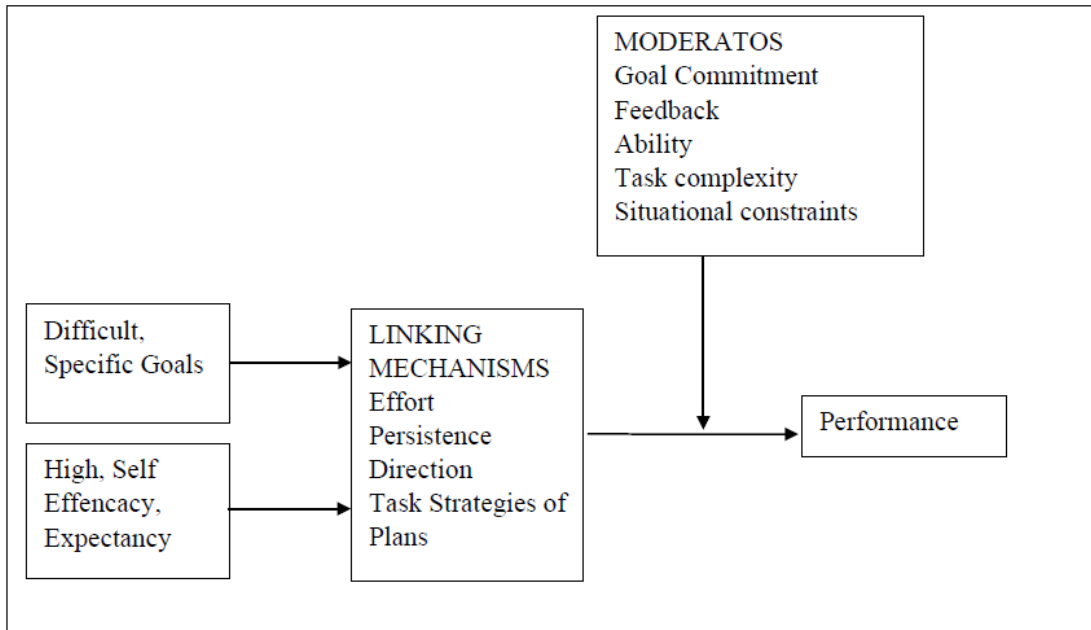 MODERATOS
Goal Commitment
Feedback
Ability
Task complexity
Situational constraints
Difficult,
Specific Goals
High, Self
Effencacy,
Expectancy
LINKING
MECHANISMS
Effort
Persistence
Direction
Task Strategies of
Plans
Performance